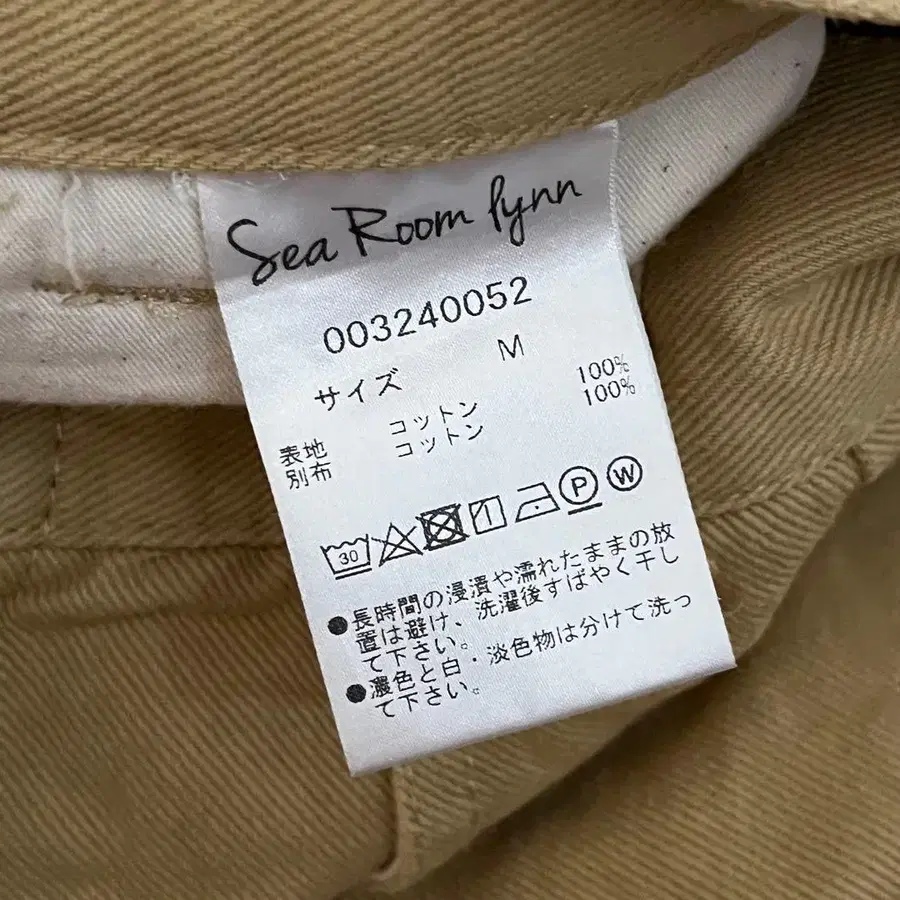 Sea Room lynn
003240052
サイズ M
表地 コットン 100%
別布 コットン 100%
30 P W
●長時間の浸漬や濡れたままの放
置は避け、洗濯後すばやく干し
て下さい。
●濃色と白・淡色物は分けて洗っ
て下さい。